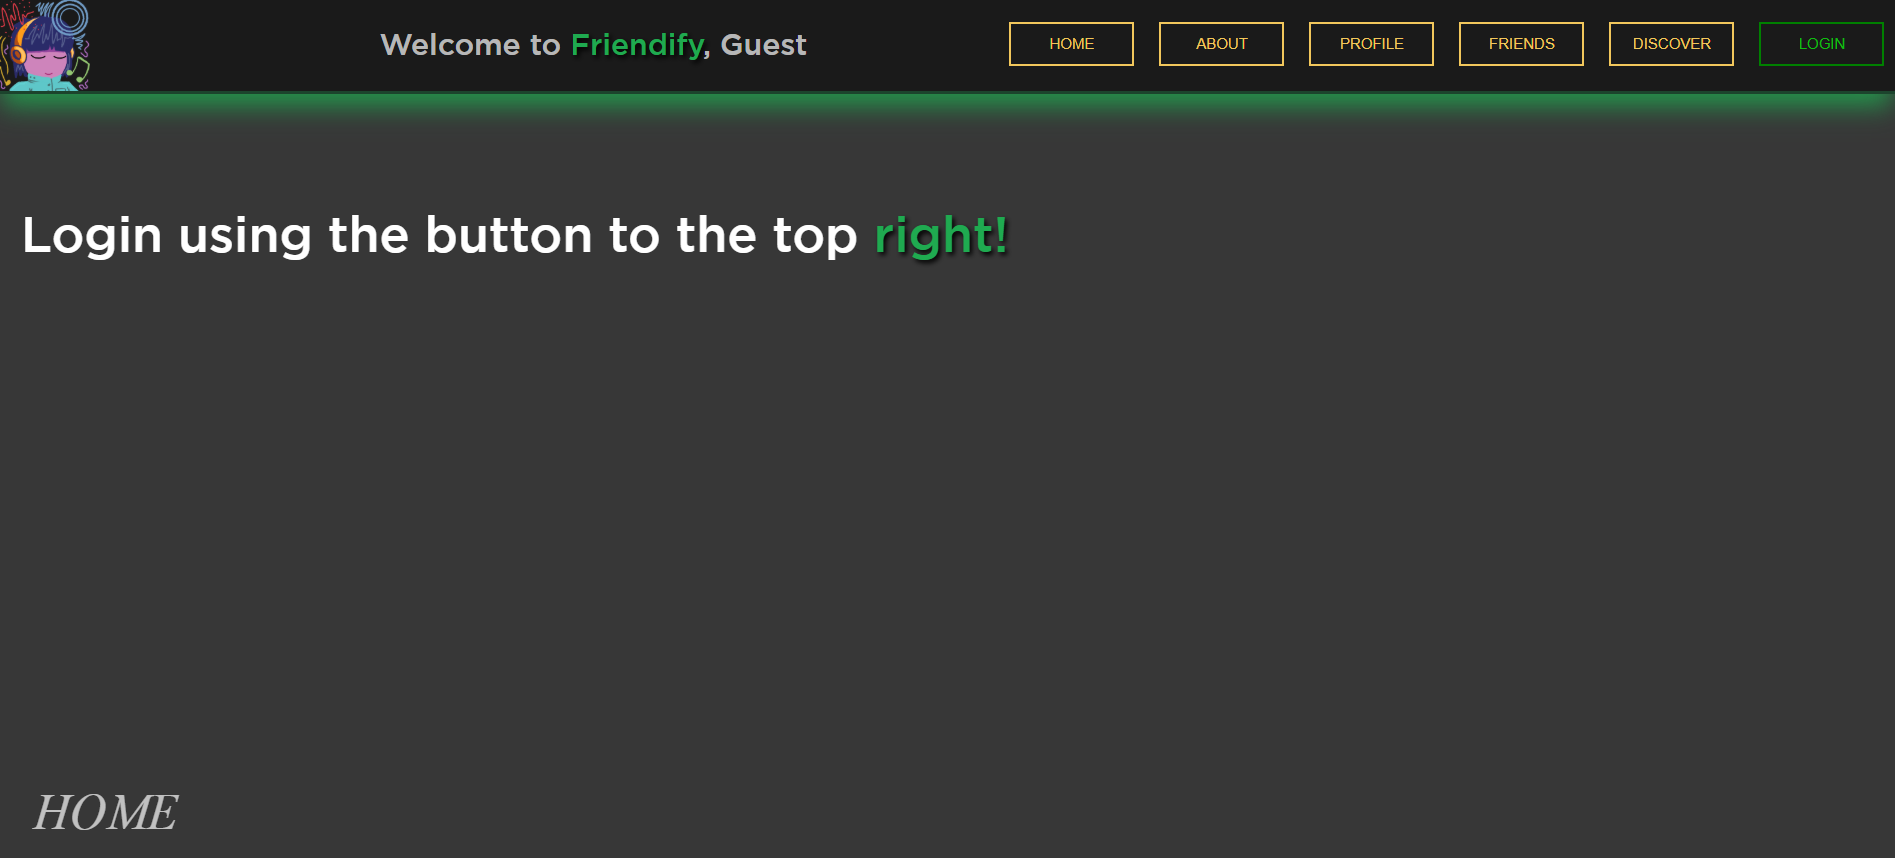 Welcome to Friendify, Guest
HOME
ABOUT
PROFILE
FRIENDS
DISCOVER
LOGIN
Login using the button to the top right!
HOME